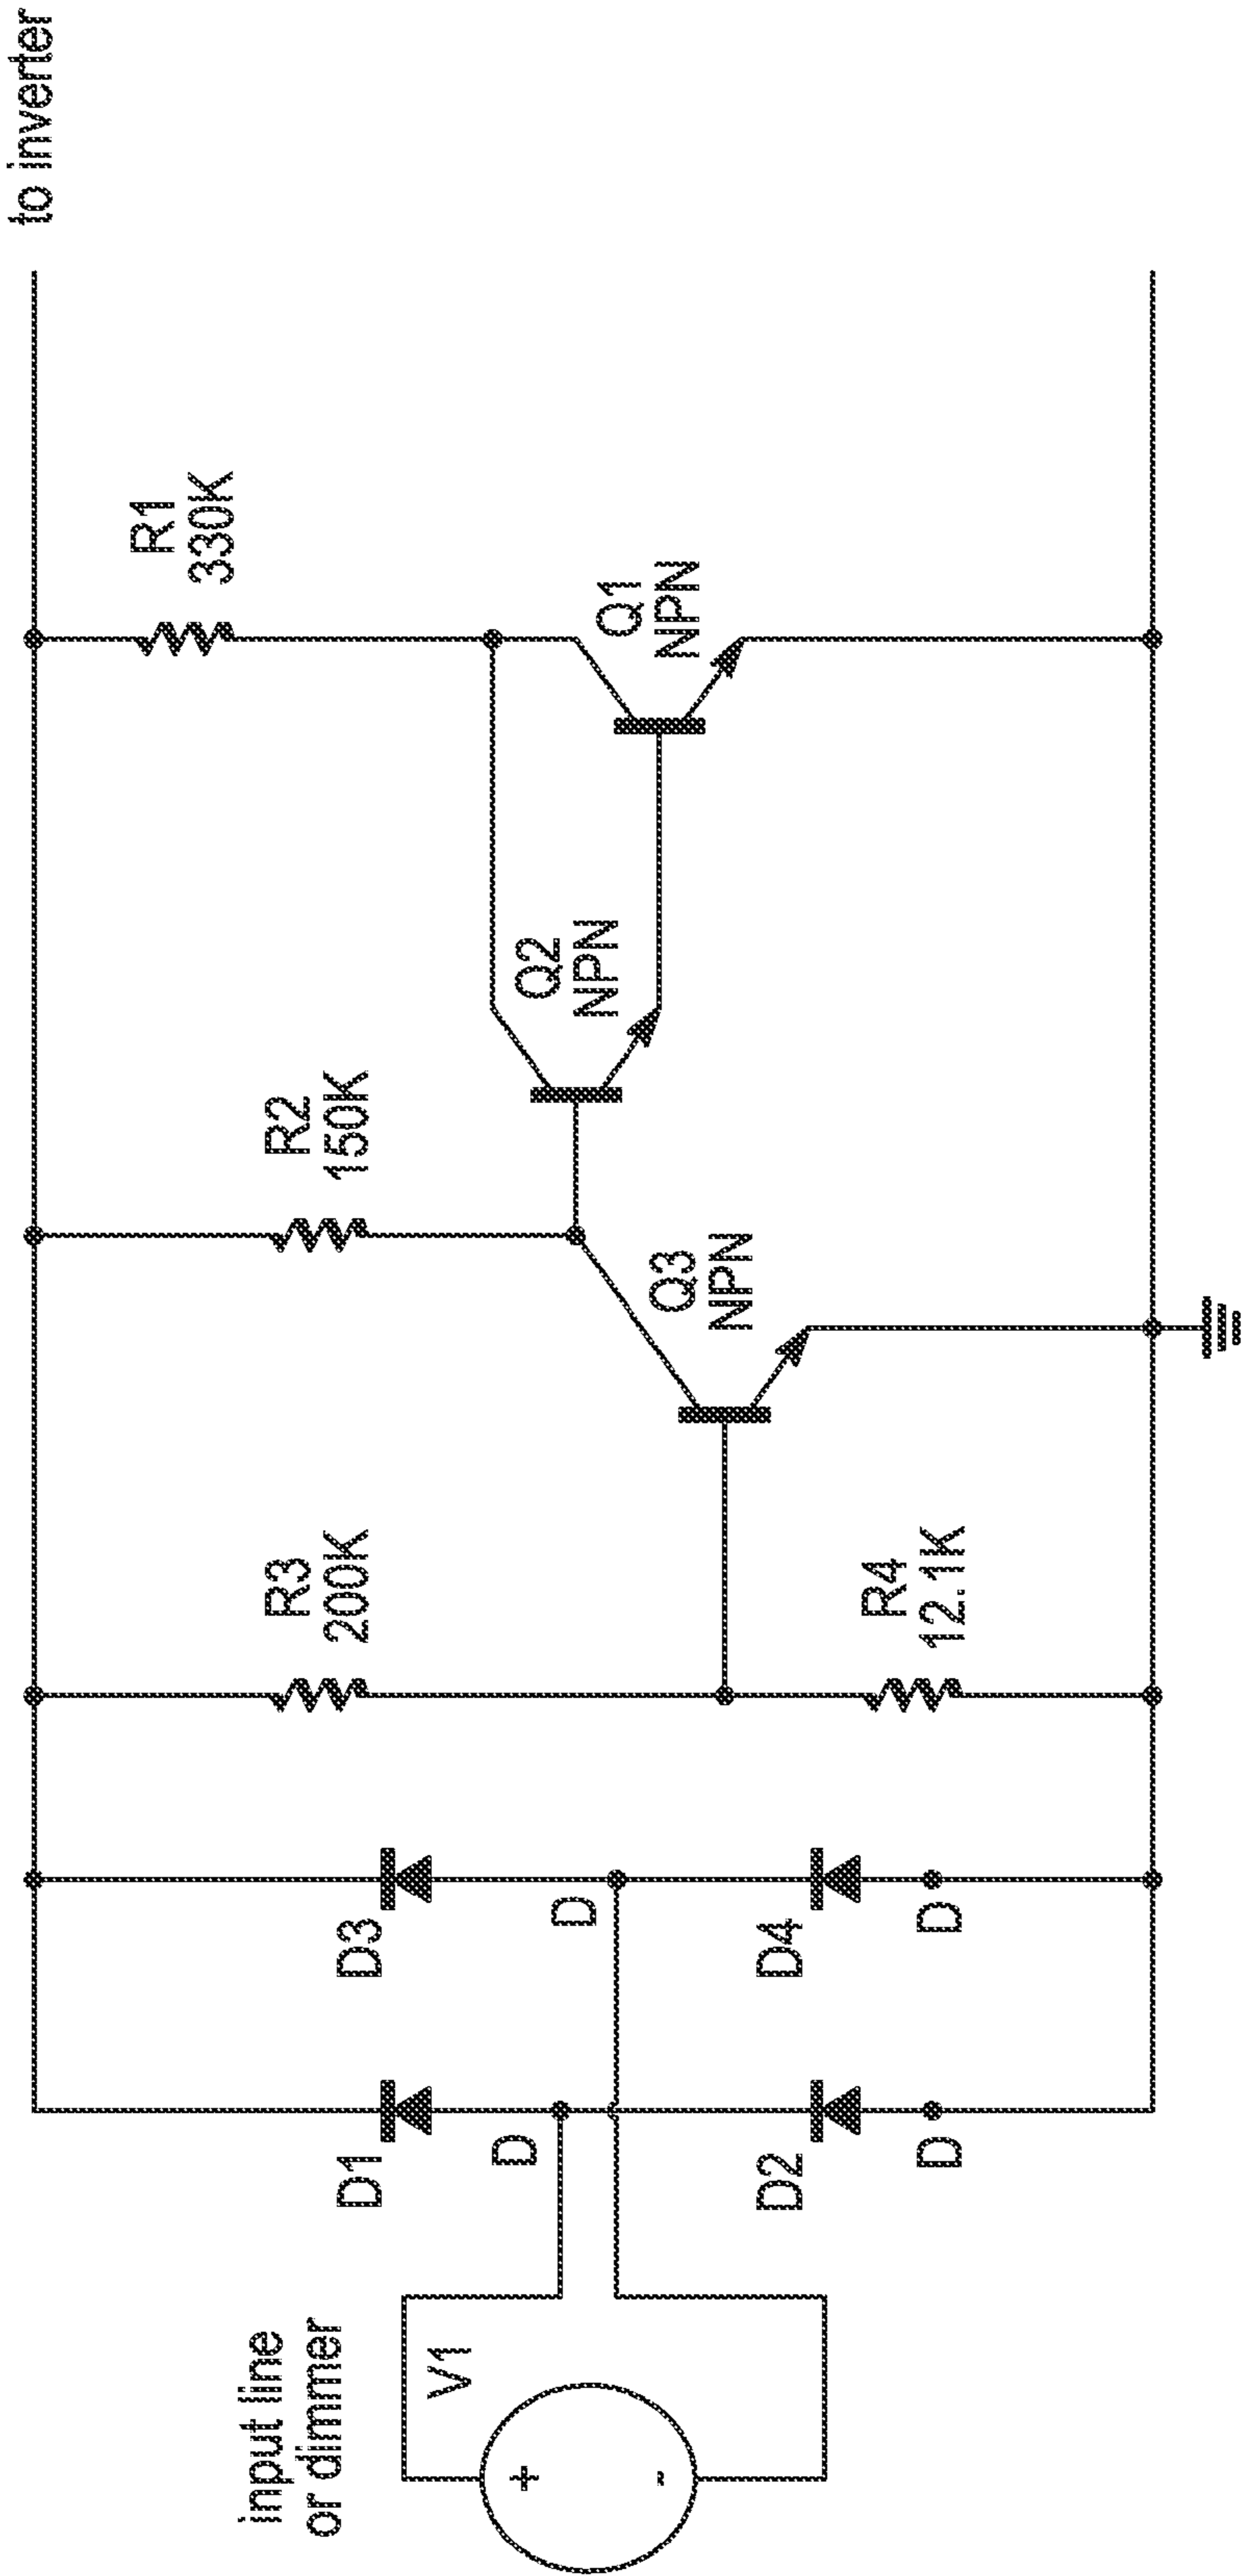 input line
or dimmer
V1
+
-
D1
D
D2
D
D3
D
D4
D
R3
200K
R4
12.1K
R2
150K
Q3
NPN
Q2
NPN
R1
330K
Q1
NPN
to inverter